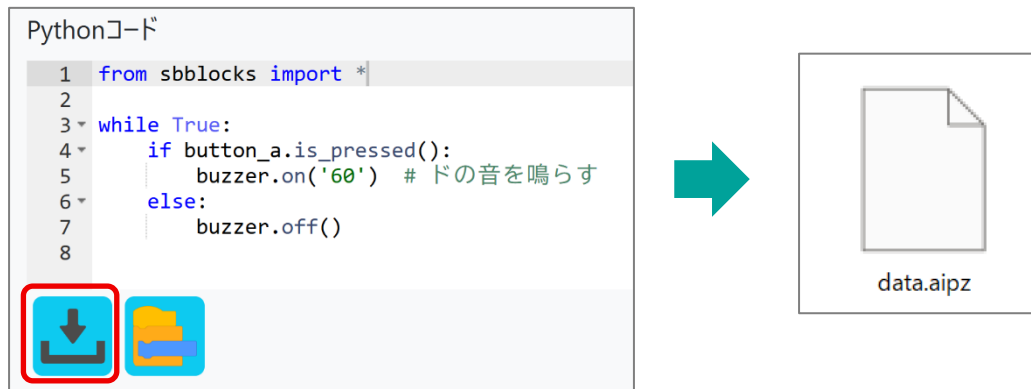 Pythonコード
1 from sbblocks import *
2
3 while True:
4     if button_a.is_pressed():
5         buzzer.on('60')  # ドの音を鳴らす
6     else:
7         buzzer.off()
8
data.aipz